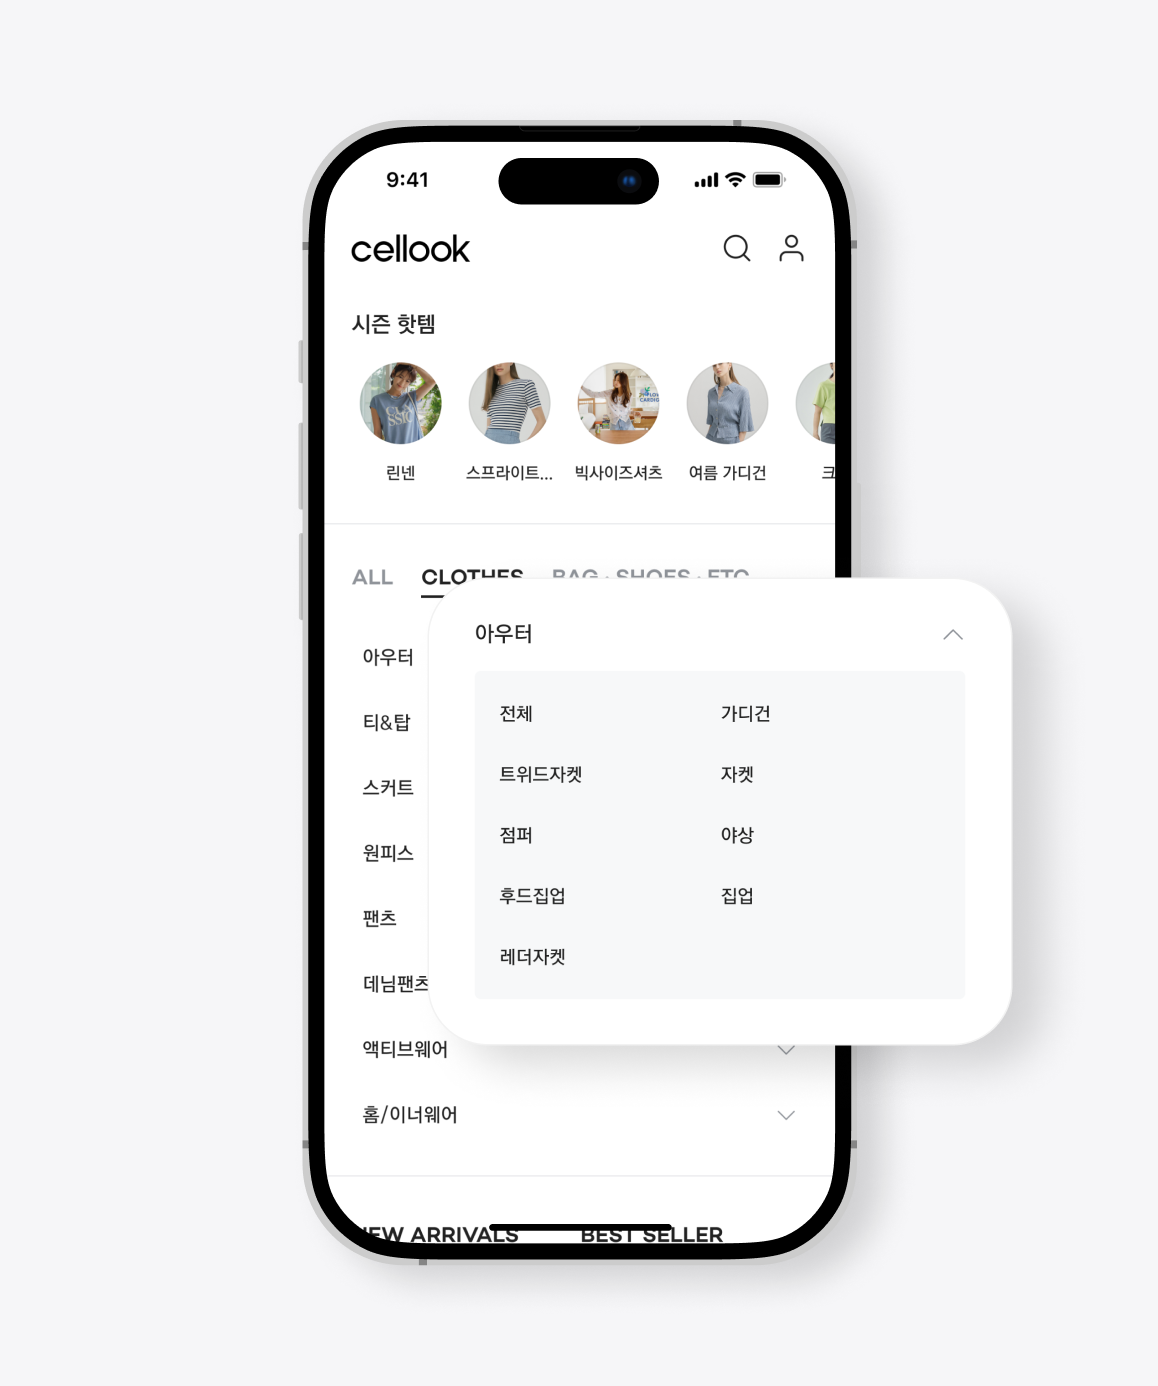 9:41
cellook
시즌 핫템
린넨
스프라이트...
빅사이즈셔츠
여름 가디건
크
ALL CLOTHES BAG · SHOES · ETC
아우터
티&탑
스커트
원피스
팬츠
데님팬츠
액티브웨어
홈/이너웨어
아우터
전체 가디건
트위드자켓 자켓
점퍼 야상
후드집업 집업
레더자켓
NEW ARRIVALS BEST SELLER